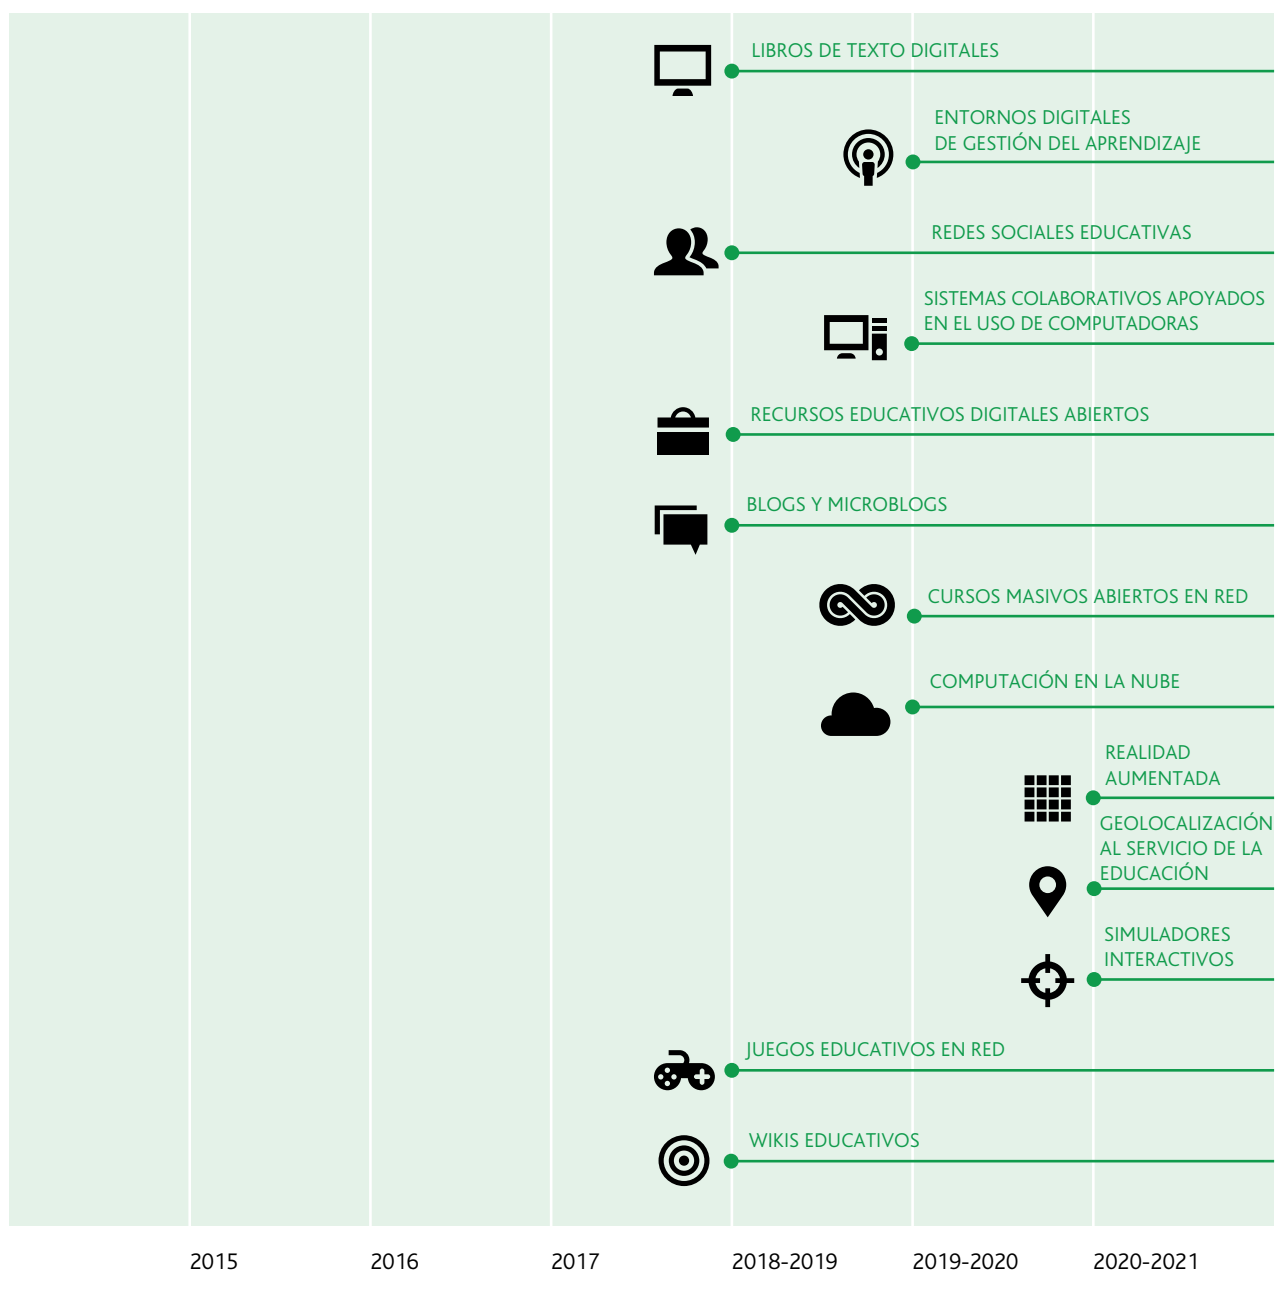 LIBROS DE TEXTO DIGITALES
ENTORNOS DIGITALES
DE GESTIÓN DEL APRENDIZAJE
REDES SOCIALES EDUCATIVAS
SISTEMAS COLABORATIVOS APOYADOS
EN EL USO DE COMPUTADORAS
RECURSOS EDUCATIVOS DIGITALES ABIERTOS
BLOGS Y MICROBLOGS
CURSOS MASIVOS ABIERTOS EN RED
COMPUTACIÓN EN LA NUBE
REALIDAD
AUMENTADA
GEOLOCALIZACIÓN
AL SERVICIO DE LA
EDUCACIÓN
SIMULADORES
INTERACTIVOS
JUEGOS EDUCATIVOS EN RED
WIKIS EDUCATIVOS
2015 2016 2017 2018-2019 2019-2020 2020-2021